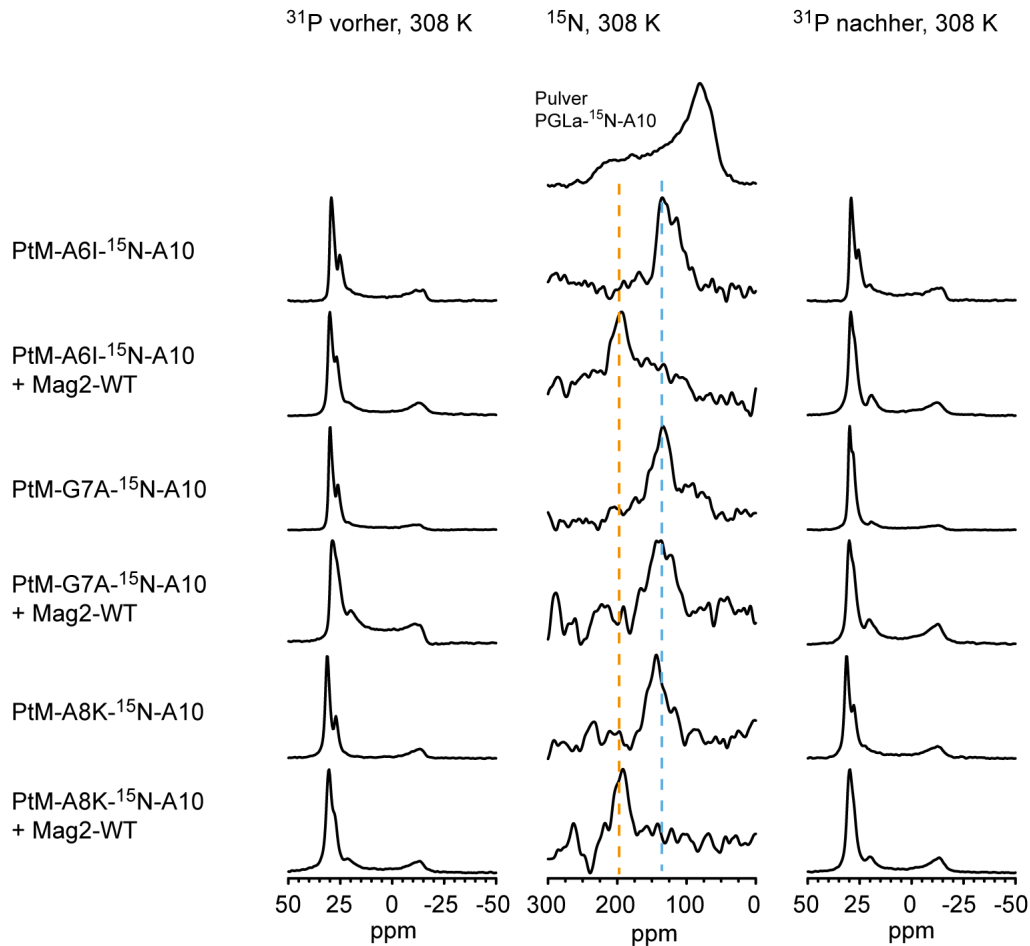 ³¹P vorher, 308 K
¹⁵N, 308 K
³¹P nachher, 308 K
Pulver
PGLa-¹⁵N-A10
PtM-A6I-¹⁵N-A10
PtM-A6I-¹⁵N-A10
+ Mag2-WT
PtM-G7A-¹⁵N-A10
PtM-G7A-¹⁵N-A10
+ Mag2-WT
PtM-A8K-¹⁵N-A10
PtM-A8K-¹⁵N-A10
+ Mag2-WT
50 25 0 -25 -50
300 200 100 0
50 25 0 -25 -50
ppm
ppm
ppm